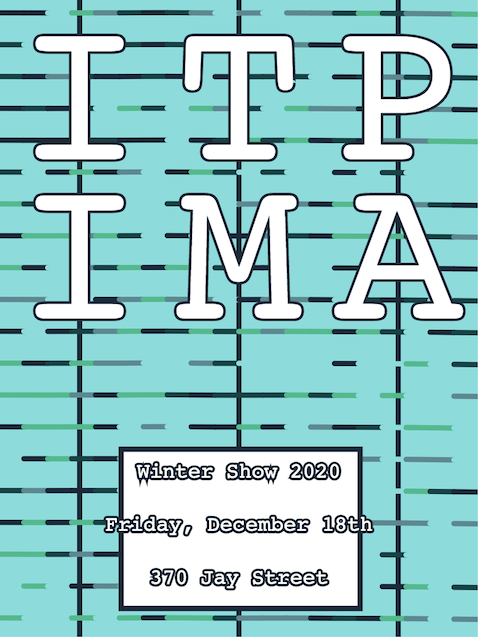 ITP
IMA
Winter Show 2020
Friday, December 18th
370 Jay Street